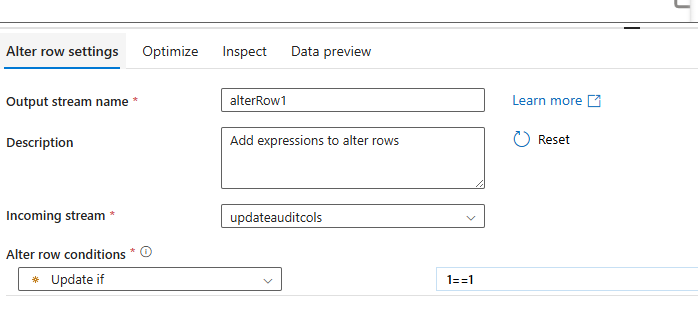 Alter row settings Optimize Inspect Data preview
Output stream name * alterRow1 Learn more
Description Add expressions to alter rows Reset
Incoming stream * updateauditcols
Alter row conditions *
Update if 1==1